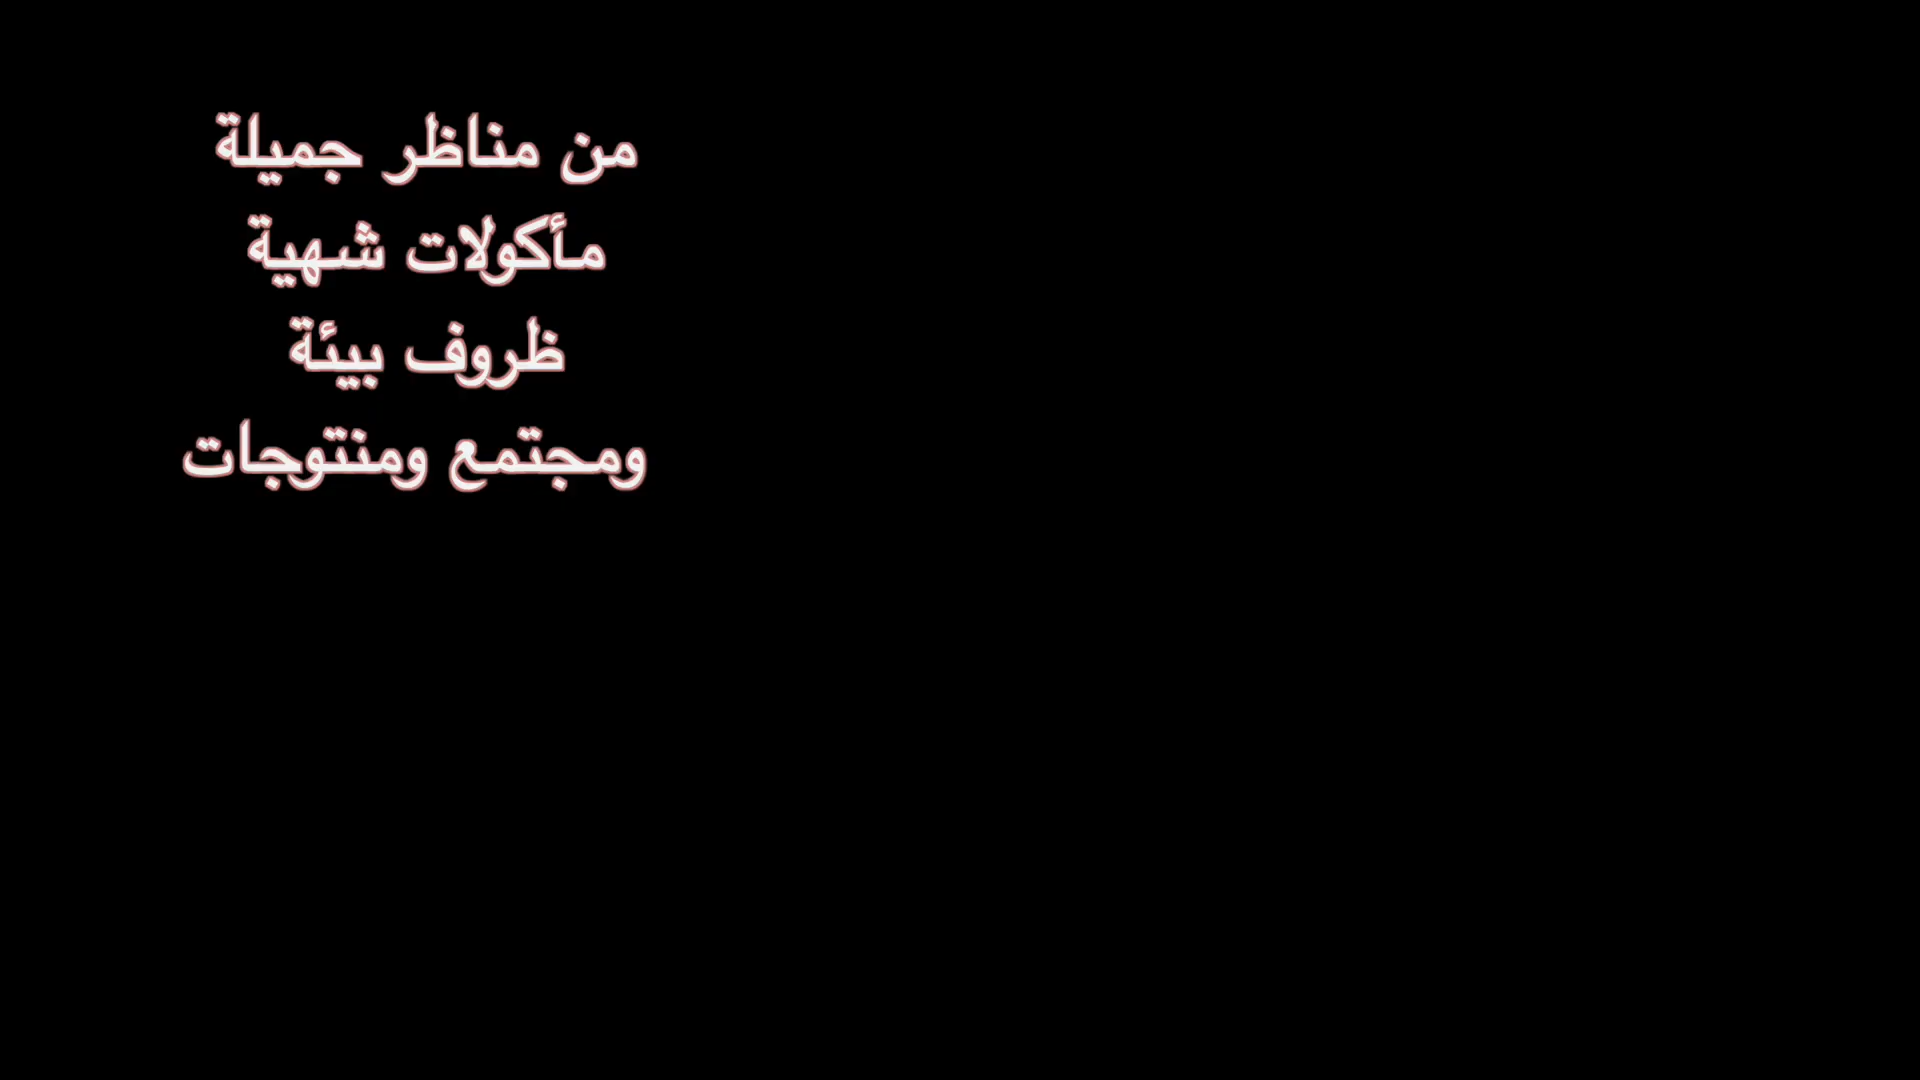 من مناظر جميلة
مأكولات شهية
ظروف بيئة
ومجتمع ومنتوجات